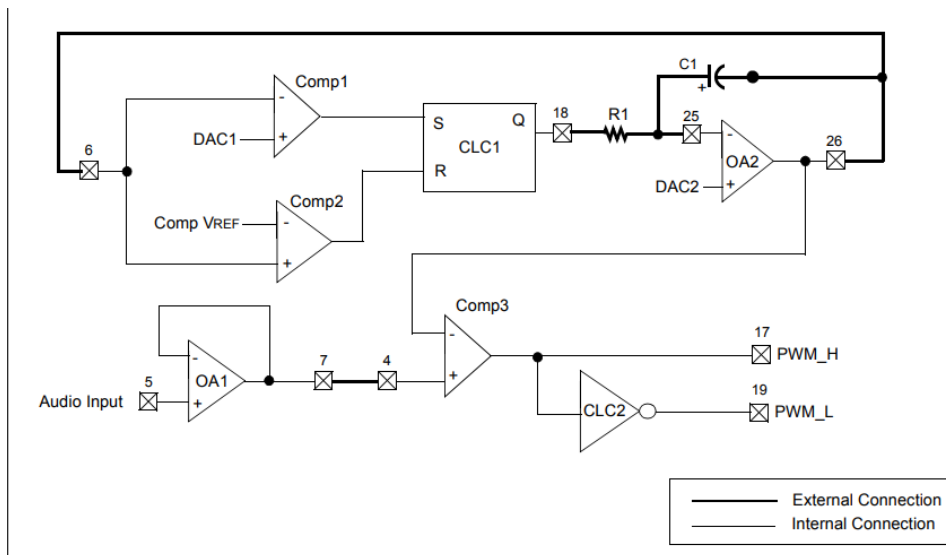 C1
+
Comp1
-
+
DAC1
S
Q
CLC1
R
18
R1
25
-
OA2
+
DAC2
26
6
Comp2
Comp VREF
-
+
Comp3
-
+
17
PWM_H
7
4
-
OA1
+
5
Audio Input
CLC2
19
PWM_L
External Connection
Internal Connection